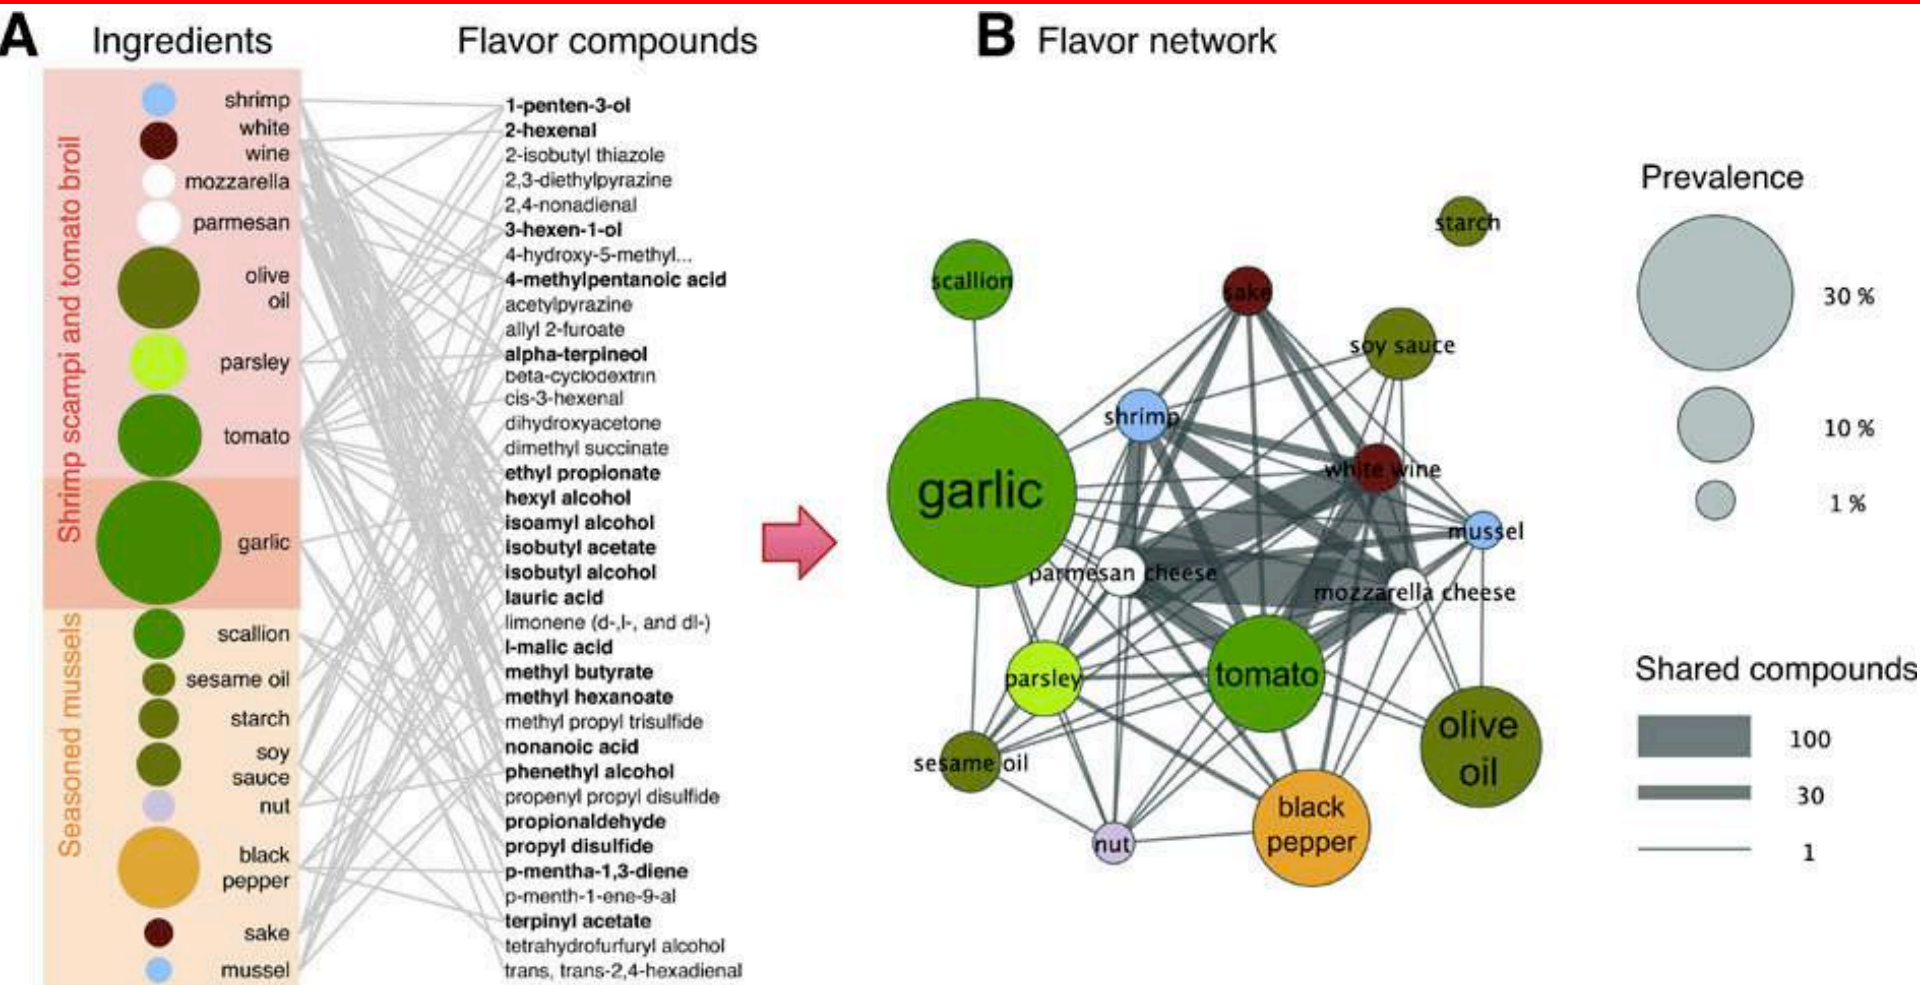 A Ingredients Flavor compounds
Shrimp scampi and tomato broil
Seasoned mussels
shrimp
white
wine
mozzarella
parmesan
olive
oil
parsley
tomato
garlic
scallion
sesame oil
starch
soy
sauce
nut
black
pepper
sake
mussel
1-penten-3-ol
2-hexenal
2-isobutyl thiazole
2,3-diethylpyrazine
2,4-nonadienal
3-hexen-1-ol
4-hydroxy-5-methyl...
4-methylpentanoic acid
acetylpyrazine
allyl 2-furoate
alpha-terpineol
beta-cyclodextrin
cis-3-hexenal
dihydroxyacetone
dimethyl succinate
ethyl propionate
hexyl alcohol
isoamyl alcohol
isobutyl acetate
isobutyl alcohol
lauric acid
limonene (d-,l-, and dl-)
l-malic acid
methyl butyrate
methyl hexanoate
methyl propyl trisulfide
nonanoic acid
phenethyl alcohol
propenyl propyl disulfide
propionaldehyde
propyl disulfide
p-mentha-1,3-diene
p-menth-1-ene-9-al
terpinyl acetate
tetrahydrofurfuryl alcohol
trans, trans-2,4-hexadienal
B Flavor network
starch
scallion
sake
soy sauce
shrimp
white wine
garlic
mussel
parmesan cheese
mozzarella cheese
parsley
tomato
olive
oil
sesame oil
black
pepper
nut
Prevalence
30 %
10 %
1 %
Shared compounds
100
30
1